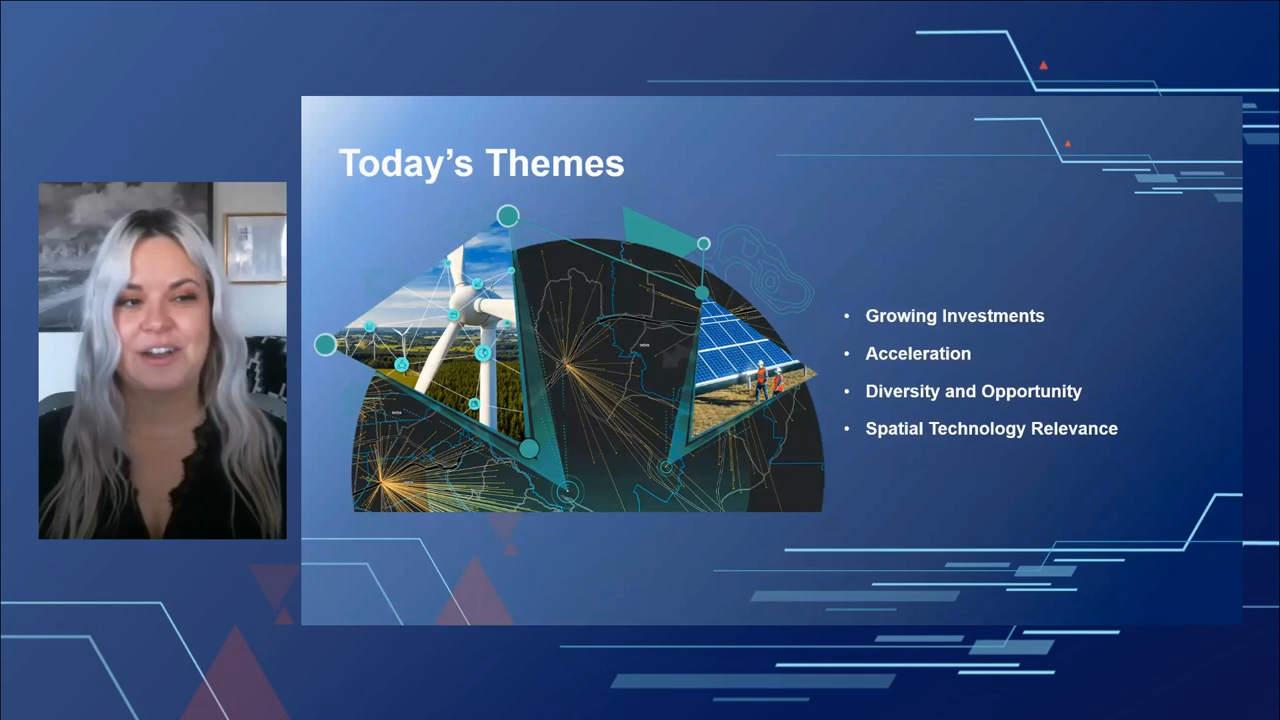 Today's Themes
• Growing Investments
• Acceleration
• Diversity and Opportunity
• Spatial Technology Relevance